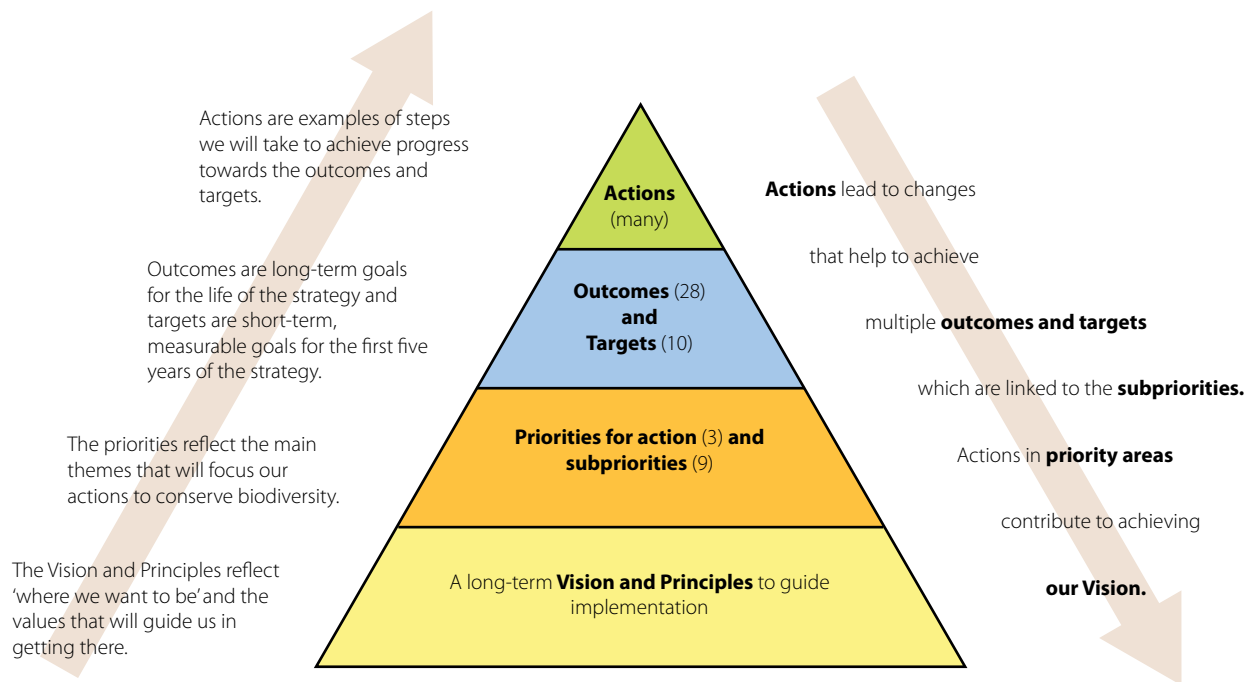 Actions are examples of steps
we will take to achieve progress
towards the outcomes and
targets.
Outcomes are long-term goals
for the life of the strategy and
targets are short-term,
measurable goals for the first five
years of the strategy.
The priorities reflect the main
themes that will focus our
actions to conserve biodiversity.
The Vision and Principles reflect
‘where we want to be’ and the
values that will guide us in
getting there.
Actions
(many)
Outcomes (28)
and
Targets (10)
Priorities for action (3) and
subpriorities (9)
A long-term Vision and Principles to guide
implementation
Actions lead to changes
that help to achieve
multiple outcomes and targets
which are linked to the subpriorities.
Actions in priority areas
contribute to achieving
our Vision.